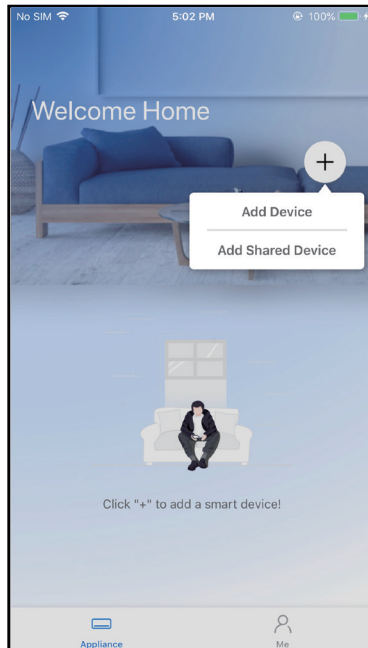 No SIM 5:02 PM 100%
Welcome Home
+
Add Device
Add Shared Device
Click "+" to add a smart device!
Appliance Me